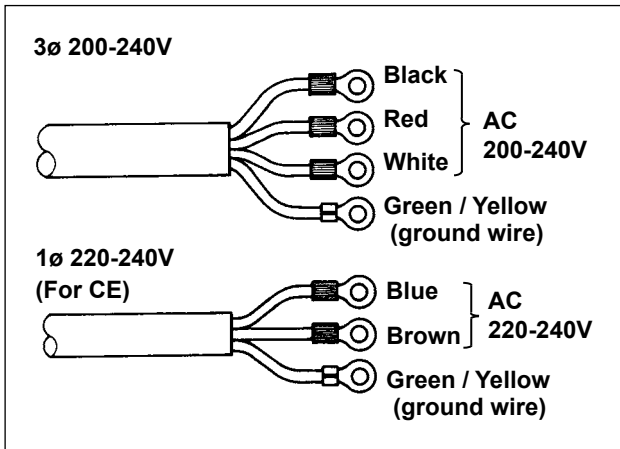 3ø 200-240V
Black
Red
White
AC
200-240V
Green / Yellow
(ground wire)
1ø 220-240V
(For CE)
Blue
Brown
AC
220-240V
Green / Yellow
(ground wire)